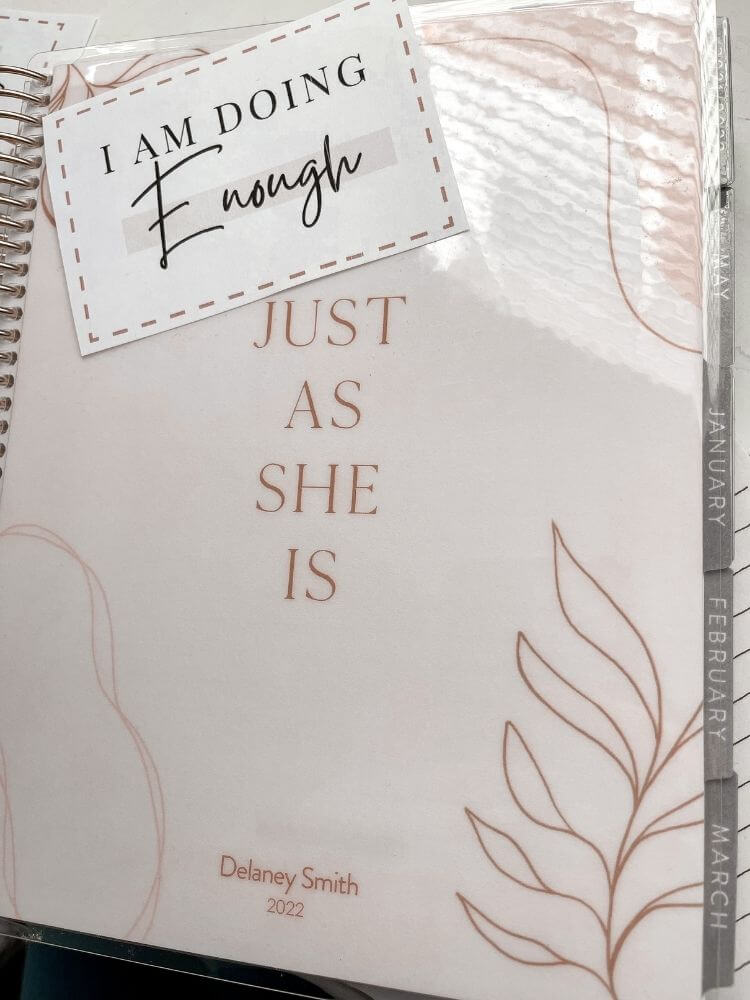 I AM DOING
Enough
JUST
AS
SHE
IS
Delaney Smith
2022
MAY
JANUARY
FEBRUARY
MARCH